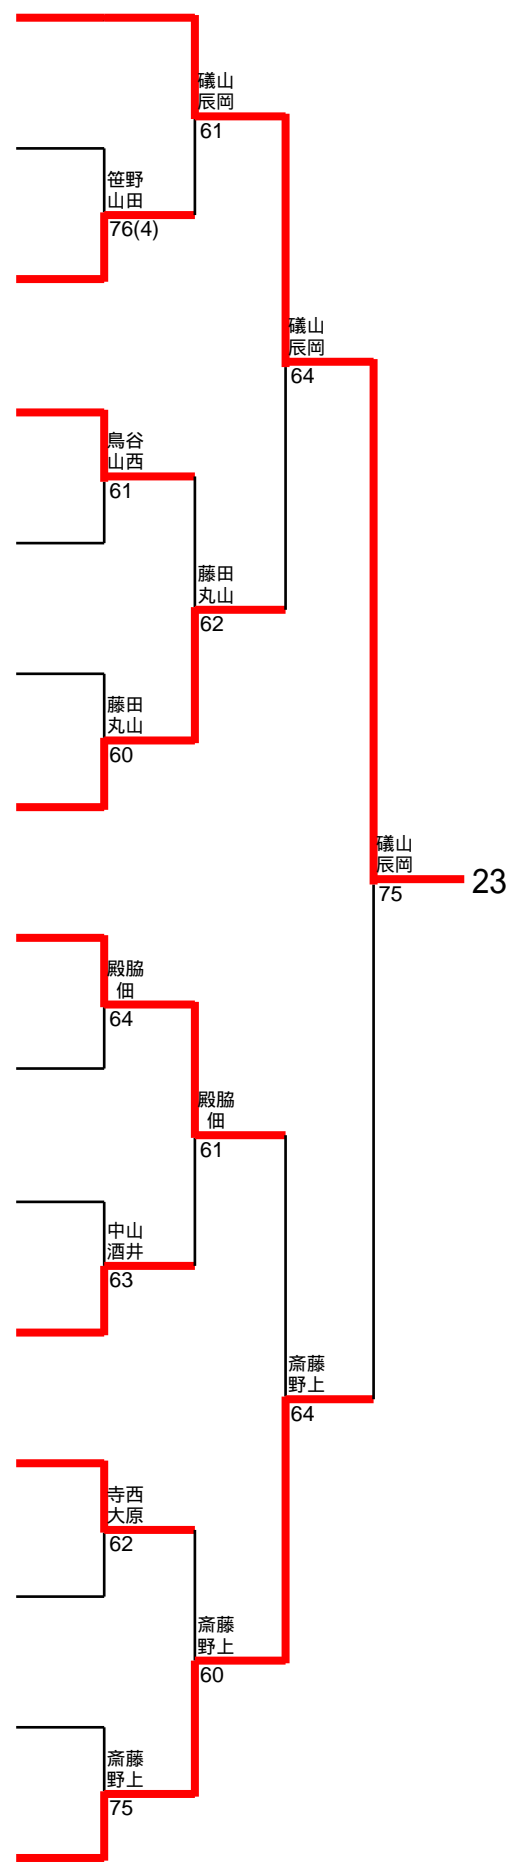 礒山
辰岡
61
笹野
山田
76(4)
礒山
辰岡
64
鳥谷
山西
61
藤田
丸山
62
藤田
丸山
60
礒山
辰岡
75
23
殿脇
佃
64
殿脇
佃
61
中山
酒井
63
斎藤
野上
64
寺西
大原
62
斎藤
野上
60
斎藤
野上
75